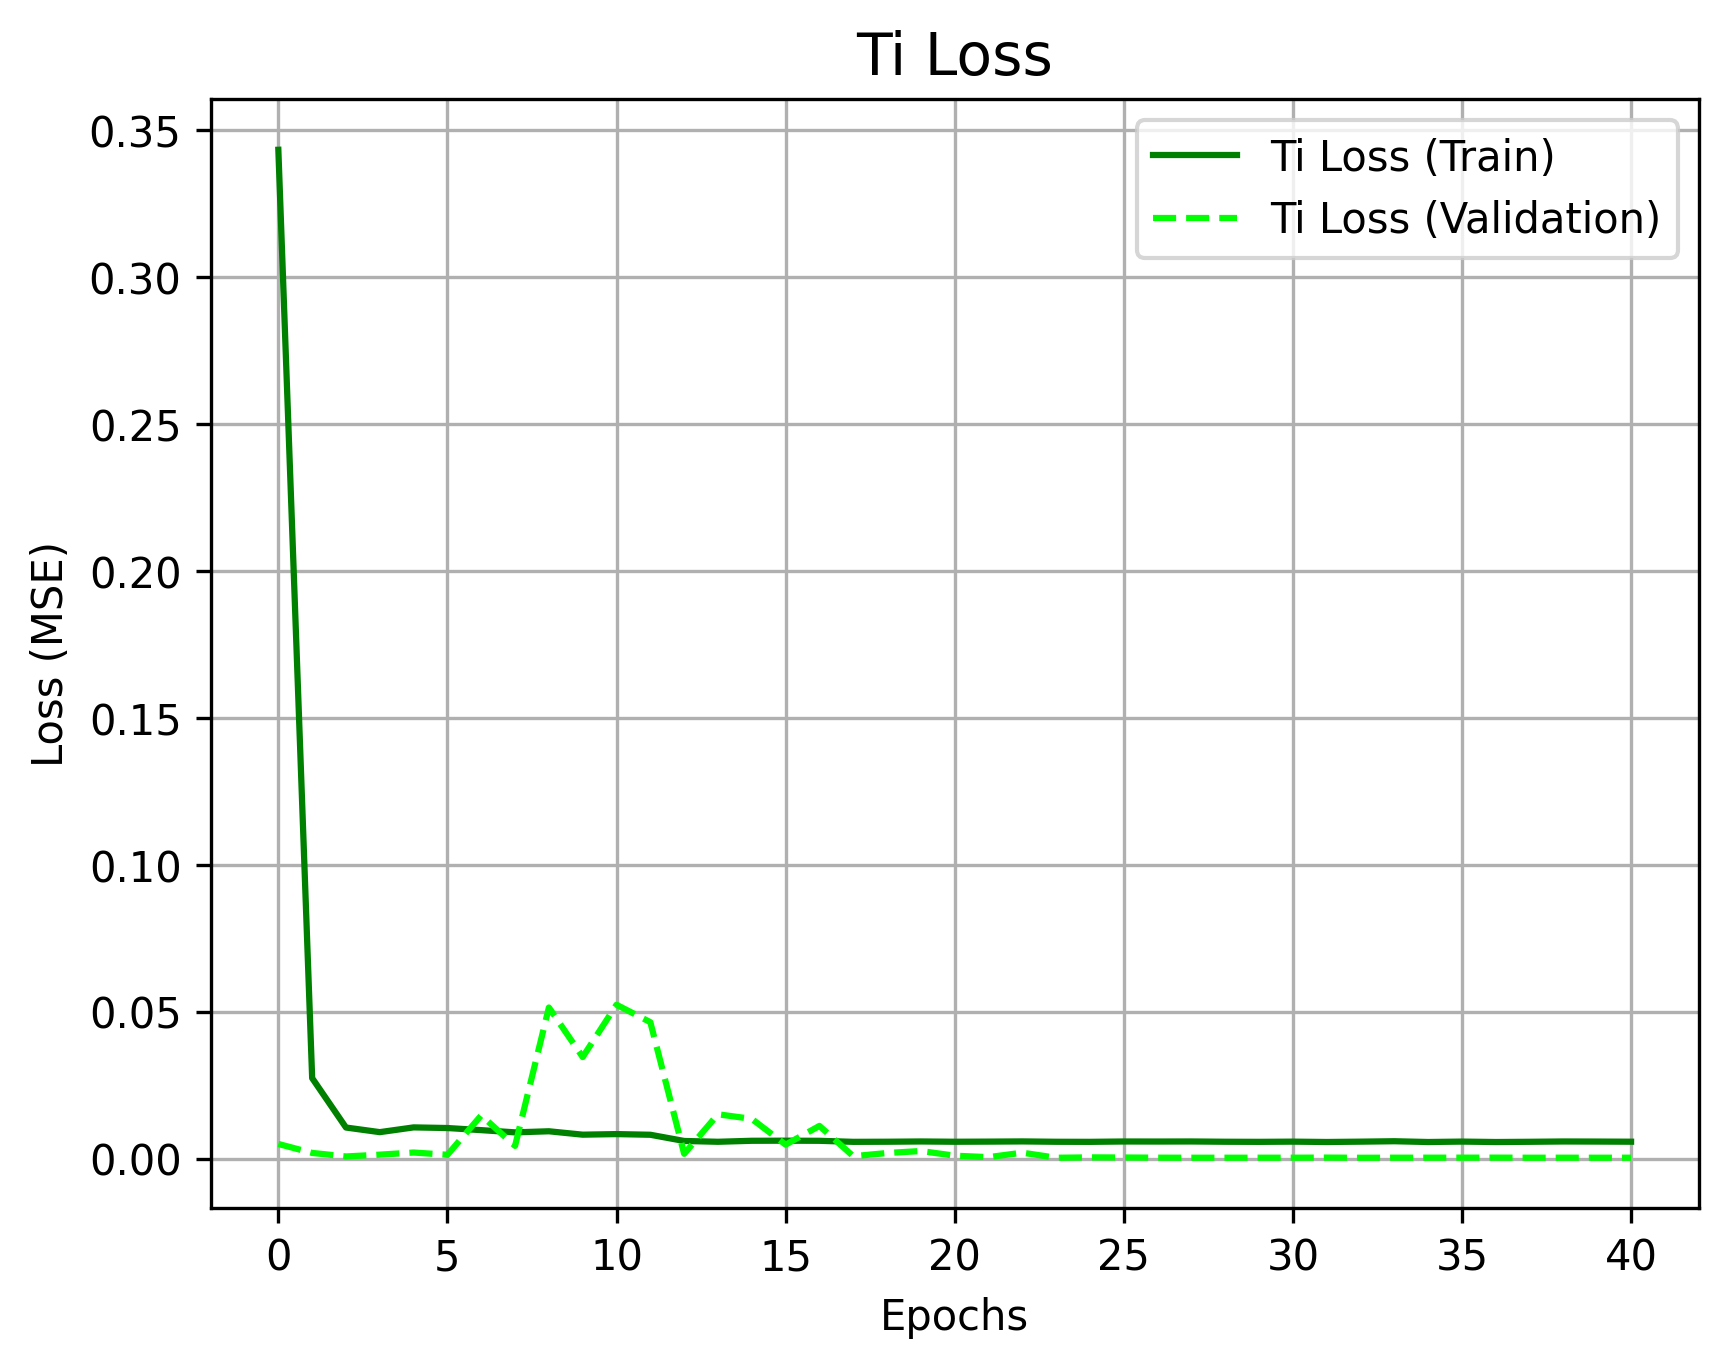 Ti Loss
Ti Loss (Train)
Ti Loss (Validation)
Loss (MSE)
0.35
0.30
0.25
0.20
0.15
0.10
0.05
0.00
0 5 10 15 20 25 30 35 40
Epochs